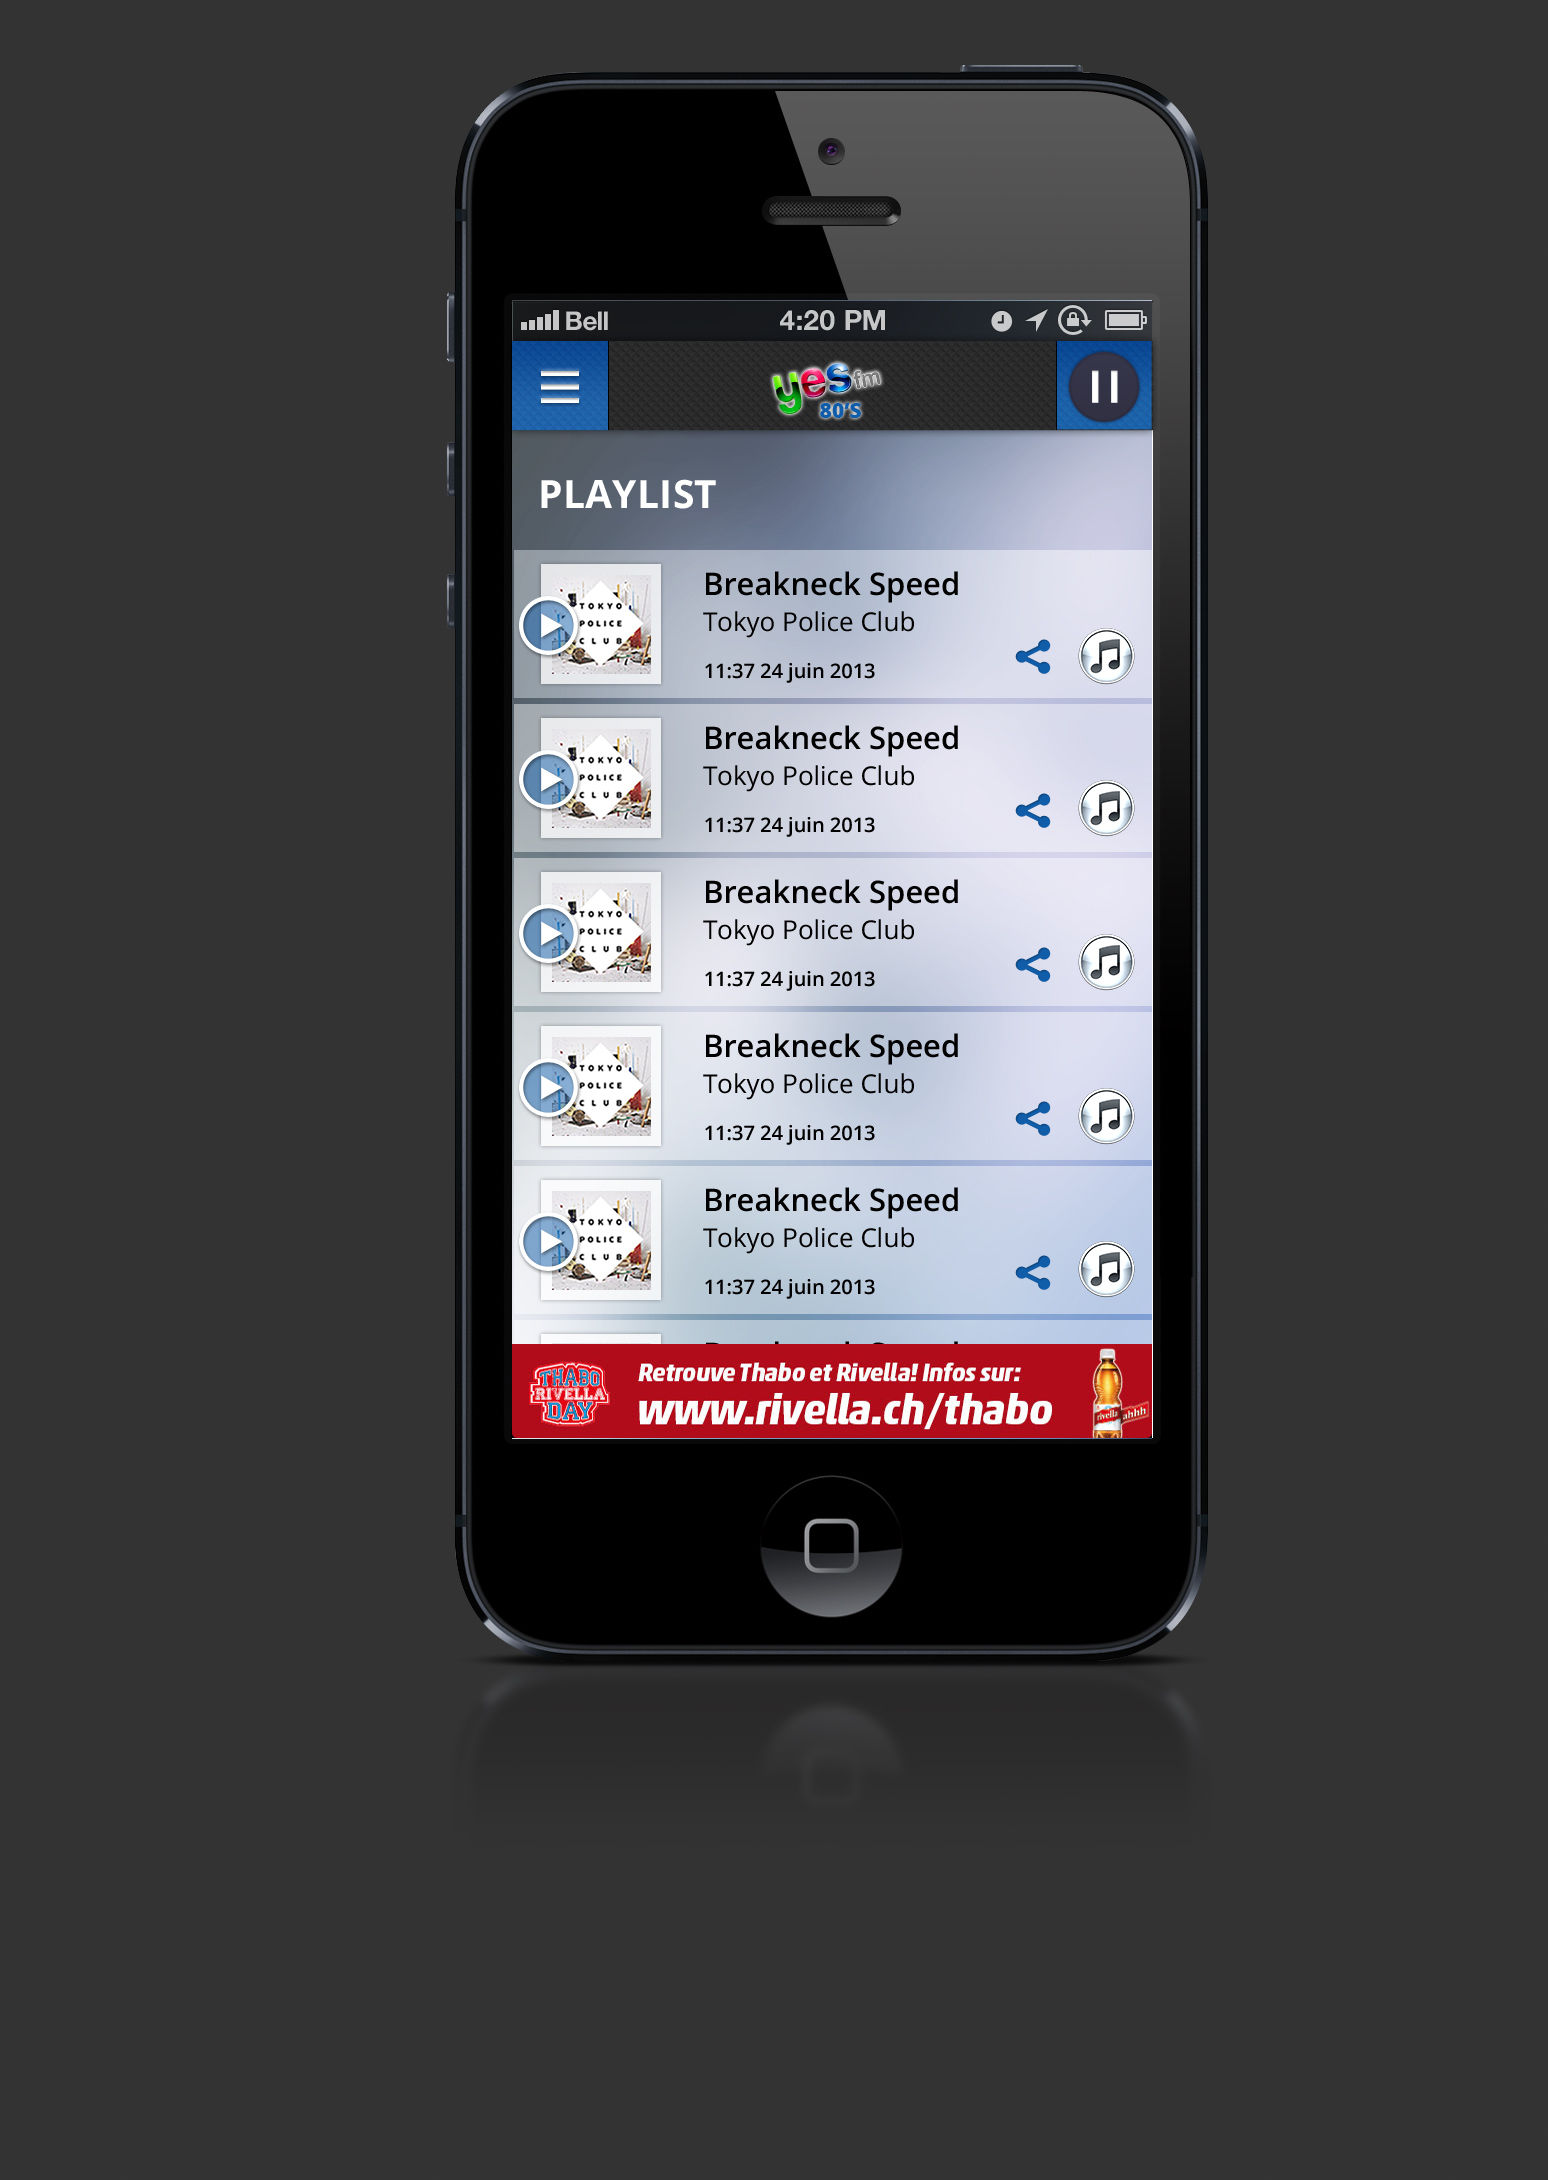 Bell
4:20 PM
yes fm
80'S
PLAYLIST
TOKYO
POLICE
CLUB
Breakneck Speed
Tokyo Police Club
11:37 24 juin 2013
TOKYO
POLICE
CLUB
Breakneck Speed
Tokyo Police Club
11:37 24 juin 2013
TOKYO
POLICE
CLUB
Breakneck Speed
Tokyo Police Club
11:37 24 juin 2013
TOKYO
POLICE
CLUB
Breakneck Speed
Tokyo Police Club
11:37 24 juin 2013
TOKYO
POLICE
CLUB
Breakneck Speed
Tokyo Police Club
11:37 24 juin 2013
THABO
RIVELLA
DAY
Retrouve Thabo et Rivella! Infos sur:
www.rivella.ch/thabo
rivella
ahhh